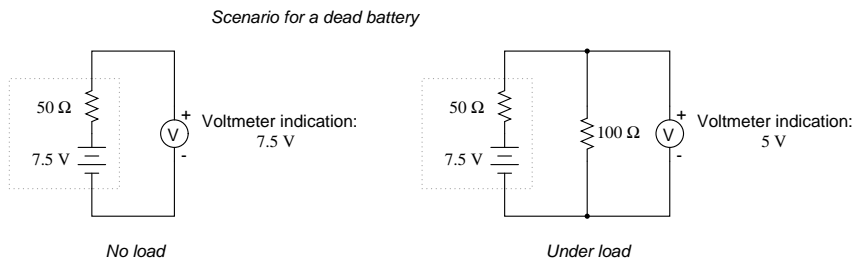 Scenario for a dead battery
50 Ω
7.5 V
V
+
-
Voltmeter indication:
7.5 V
No load
50 Ω
7.5 V
100 Ω
V
+
-
Voltmeter indication:
5 V
Under load